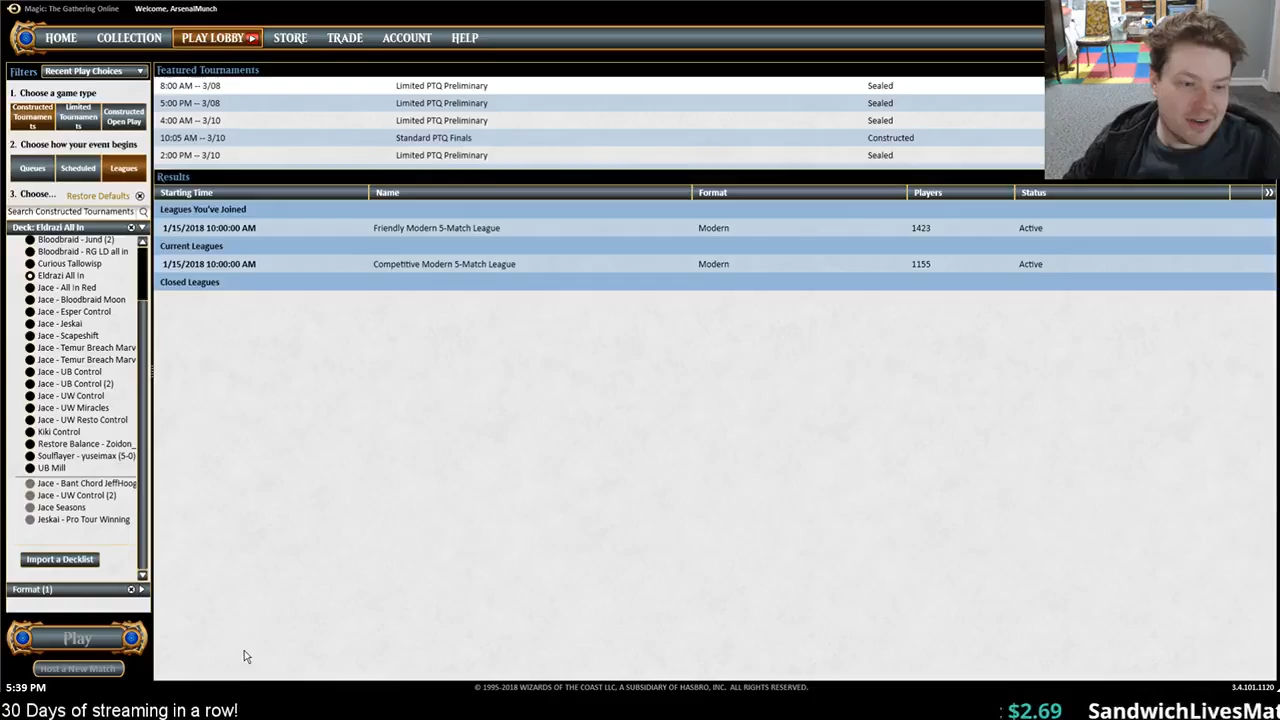 Magic: The Gathering Online Welcome, ArsenalMunch
HOME COLLECTION PLAY LOBBY STORE TRADE ACCOUNT HELP
Filters Recent Play Choices
1. Choose a game type
Constructed Tournamen ts
Limited Tournamen ts
Constructed Open Play
2. Choose how your event begins
Queues Scheduled Leagues
3. Choose... Restore Defaults
Search Constructed Tournaments
Deck: Eldrazi All In
Bloodbraid - Jund (2)
Bloodbraid - RG LD all in
Curious Tallowisp
Eldrazi All In
Jace - All In Red
Jace - Bloodbraid Moon
Jace - Esper Control
Jace - Jeskai
Jace - Scapeshift
Jace - Temur Breach Marv
Jace - Temur Breach Marv
Jace - UB Control
Jace - UB Control (2)
Jace - UW Control
Jace - UW Miracles
Jace - UW Resto Control
Kiki Control
Restore Balance - Zoidon_
Soulflayer - yuseimax (5-0)
UB Mill
Jace - Bant Chord JeffHoog
Jace - UW Control (2)
Jace Seasons
Jeskai - Pro Tour Winning
Import a Decklist
Format (1)
Play
Host a New Match
5:39 PM
Featured Tournaments
8:00 AM -- 3/08 Limited PTQ Preliminary Sealed
5:00 PM -- 3/08 Limited PTQ Preliminary Sealed
4:00 AM -- 3/10 Limited PTQ Preliminary Sealed
10:05 AM -- 3/10 Standard PTQ Finals Constructed
2:00 PM -- 3/10 Limited PTQ Preliminary Sealed
Results
Starting Time Name Format Players Status
Leagues You've Joined
1/15/2018 10:00:00 AM Friendly Modern 5-Match League Modern 1423 Active
Current Leagues
1/15/2018 10:00:00 AM Competitive Modern 5-Match League Modern 1155 Active
Closed Leagues
© 1995-2018 WIZARDS OF THE COAST LLC, A SUBSIDIARY OF HASBRO, INC. ALL RIGHTS RESERVED.
3.4.101.1120
30 Days of streaming in a row! : $2.69 SandwichLivesMat